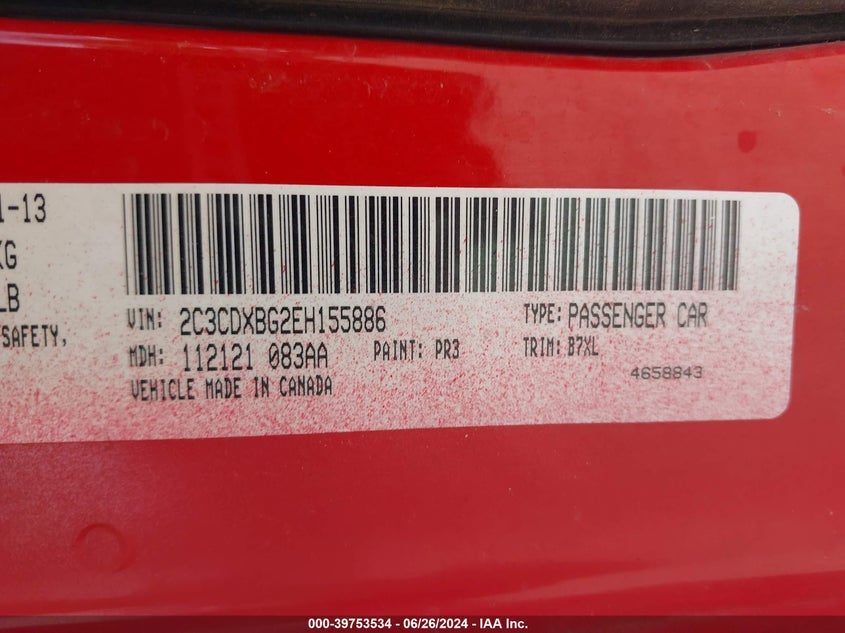 1-13
KG
LB
SAFETY,
VIN: 2C3CDXBG2EH155886 TYPE: PASSENGER CAR
MDH: 112121 083AA PAINT: PR3 TRIM: B7XL
VEHICLE MADE IN CANADA 4658843
000-39753534 / 06/26/2024 - IAA Inc.